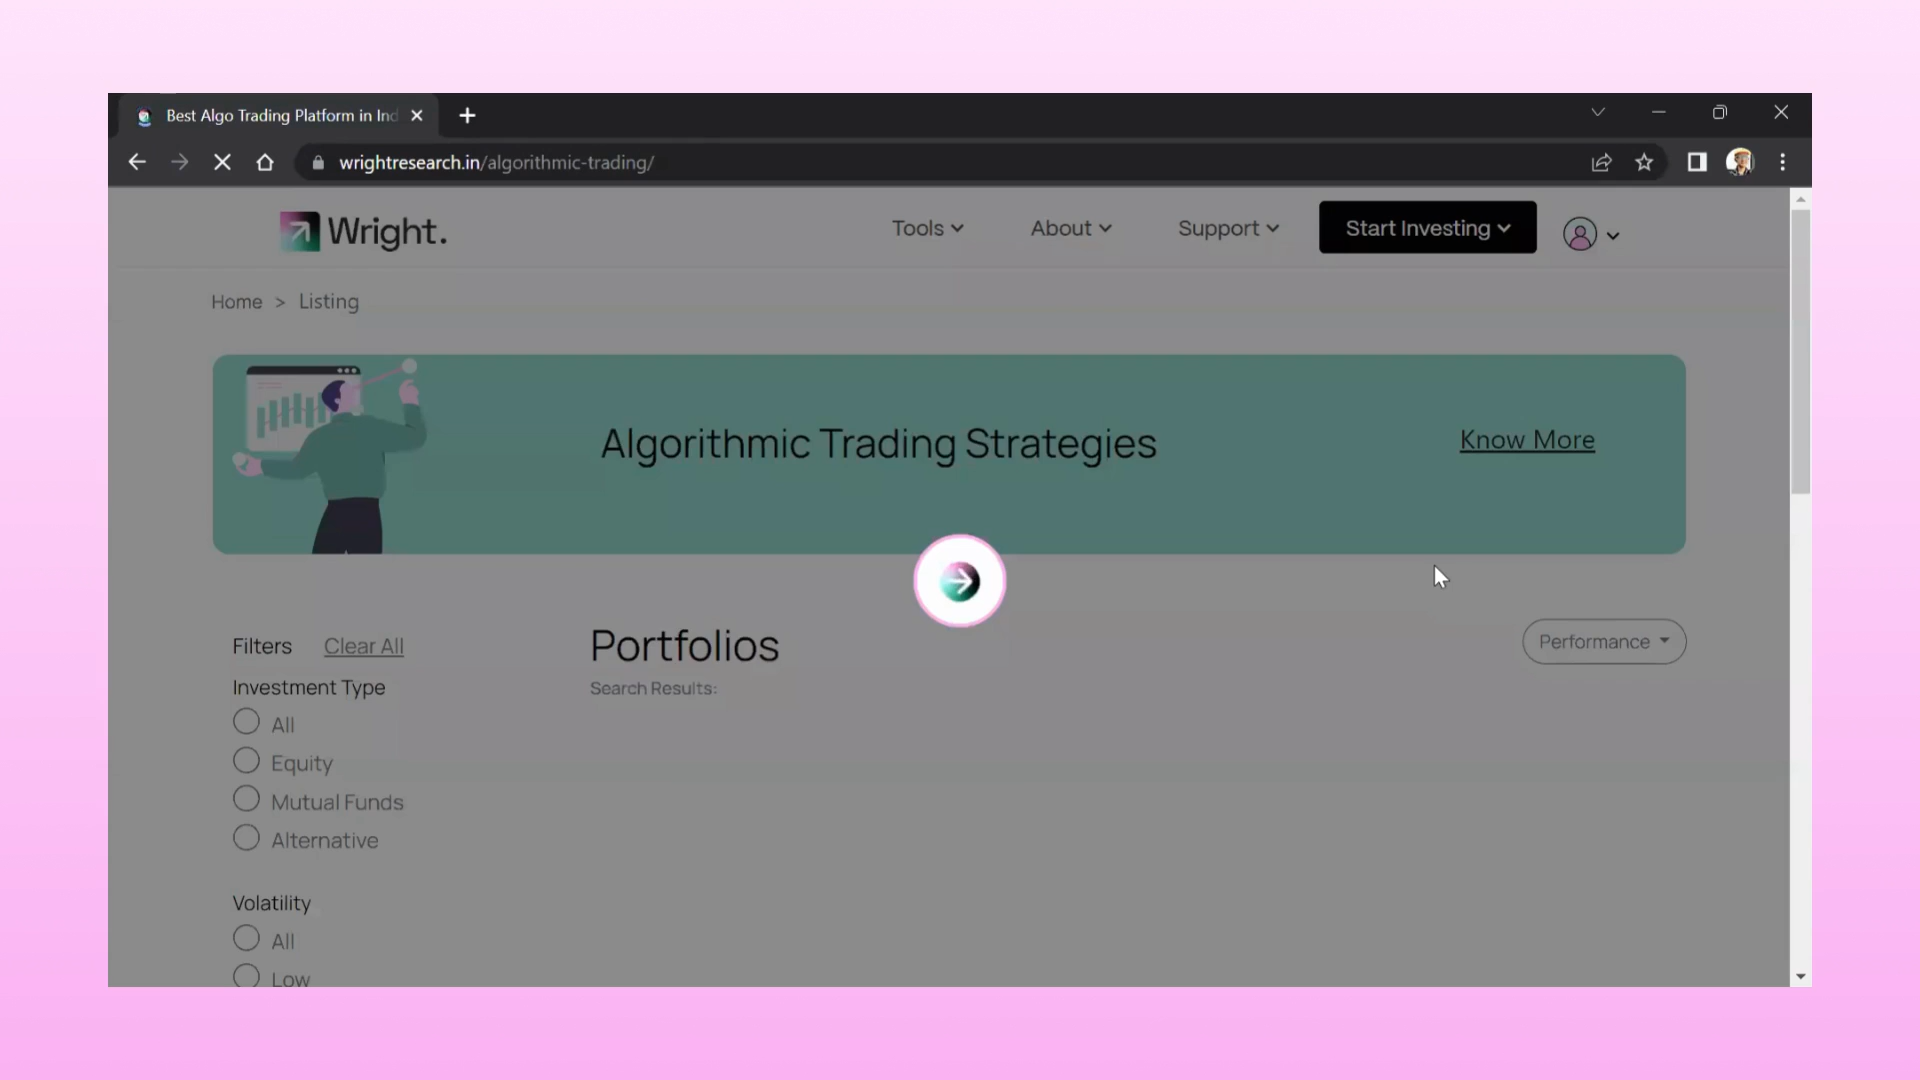 Best Algo Trading Platform in Ind
wrightresearch.in/algorithmic-trading/
Wright.
Tools
About
Support
Start Investing
Home > Listing
Algorithmic Trading Strategies
Know More
Filters Clear All
Portfolios
Performance
Investment Type
Search Results:
All
Equity
Mutual Funds
Alternative
Volatility
All
Low